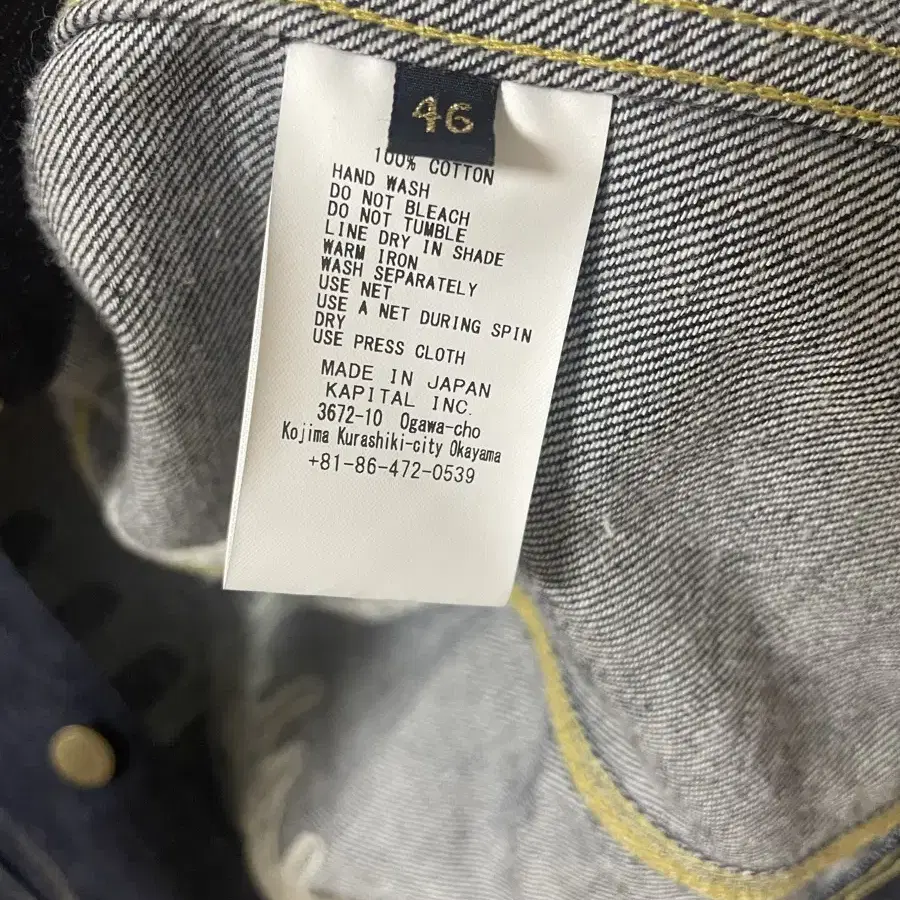 46
100% COTTON
HAND WASH
DO NOT BLEACH
DO NOT TUMBLE
LINE DRY IN SHADE
WARM IRON
WASH SEPARATELY
USE NET
USE A NET DURING SPIN
DRY
USE PRESS CLOTH
MADE IN JAPAN
KAPITAL INC.
3672-10 Ogawa-cho
Kojima Kurashiki-city Okayama
+81-86-472-0539